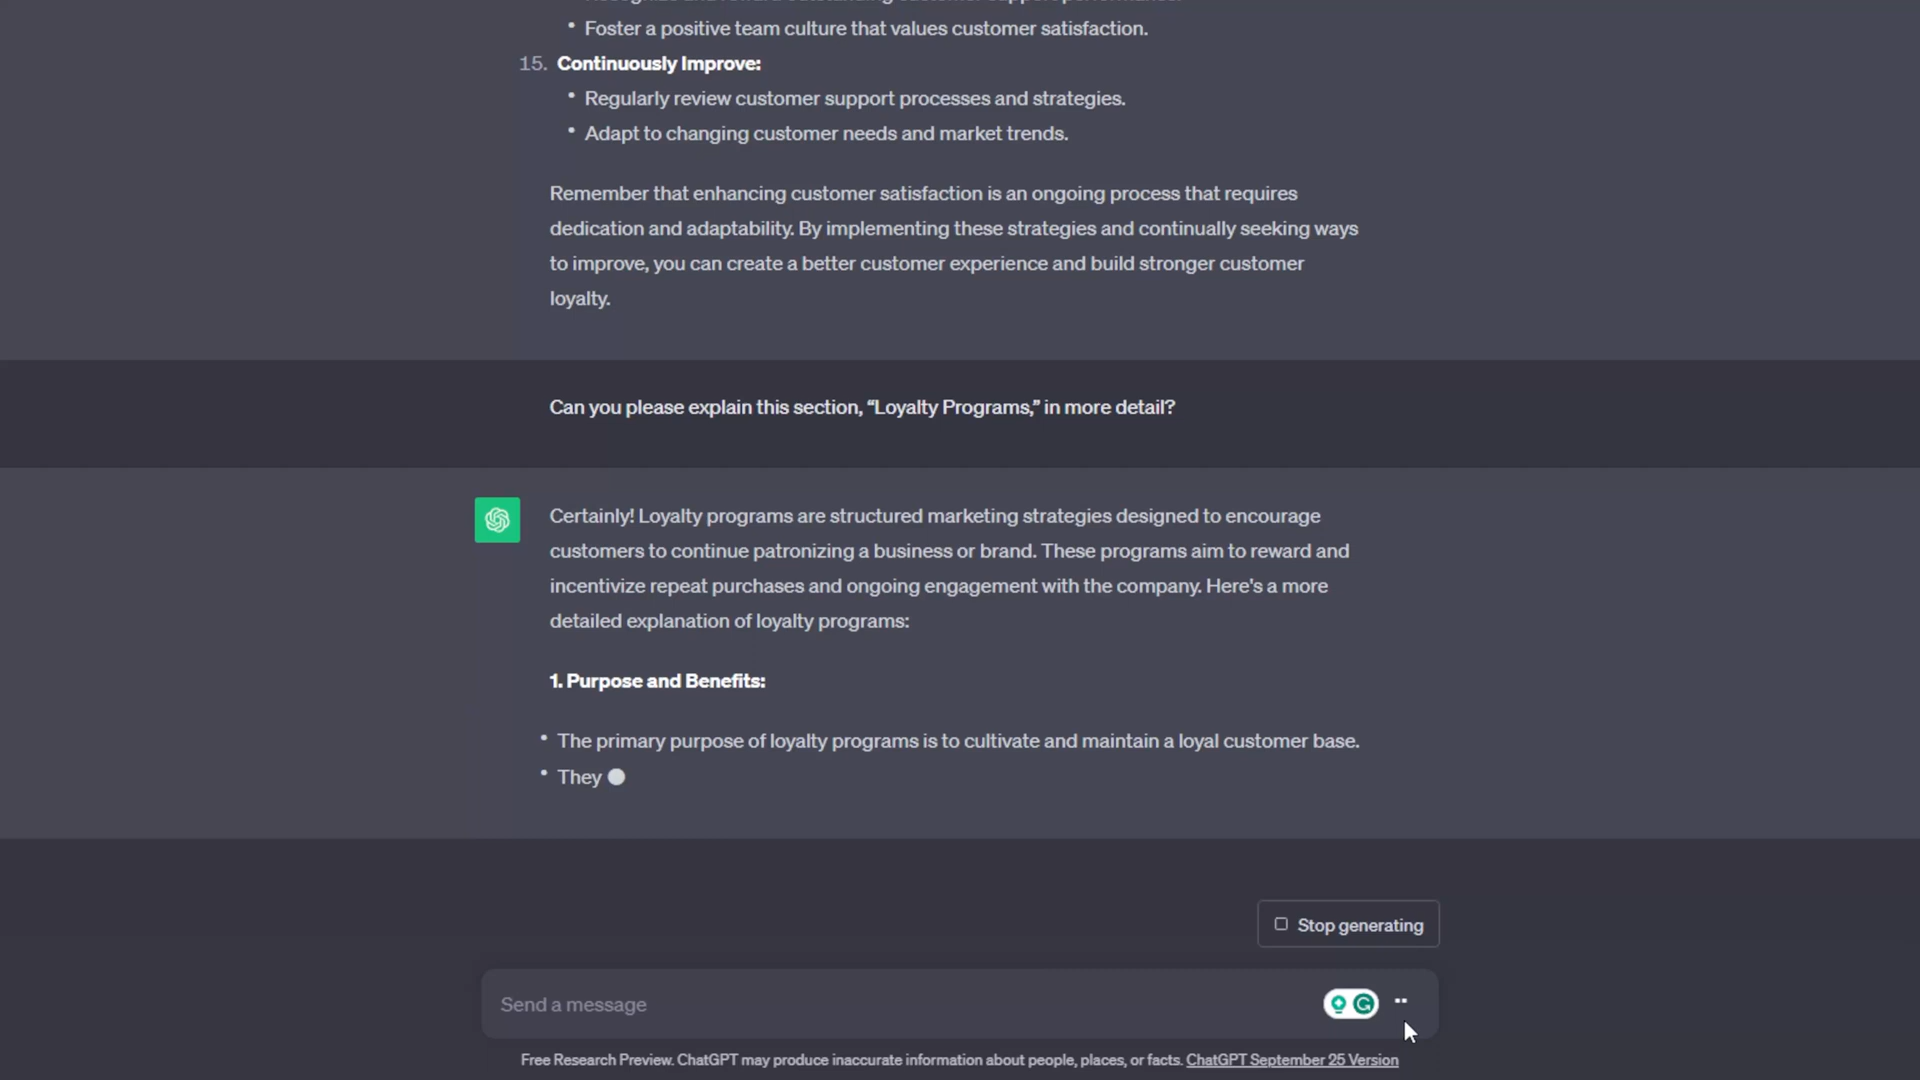 • Foster a positive team culture that values customer satisfaction.
15. Continuously Improve:
• Regularly review customer support processes and strategies.
• Adapt to changing customer needs and market trends.
Remember that enhancing customer satisfaction is an ongoing process that requires
dedication and adaptability. By implementing these strategies and continually seeking ways
to improve, you can create a better customer experience and build stronger customer
loyalty.
Can you please explain this section, “Loyalty Programs,” in more detail?
Certainly! Loyalty programs are structured marketing strategies designed to encourage
customers to continue patronizing a business or brand. These programs aim to reward and
incentivize repeat purchases and ongoing engagement with the company. Here's a more
detailed explanation of loyalty programs:
1. Purpose and Benefits:
• The primary purpose of loyalty programs is to cultivate and maintain a loyal customer base.
• They
Stop generating
Send a message
Free Research Preview. ChatGPT may produce inaccurate information about people, places, or facts. ChatGPT September 25 Version